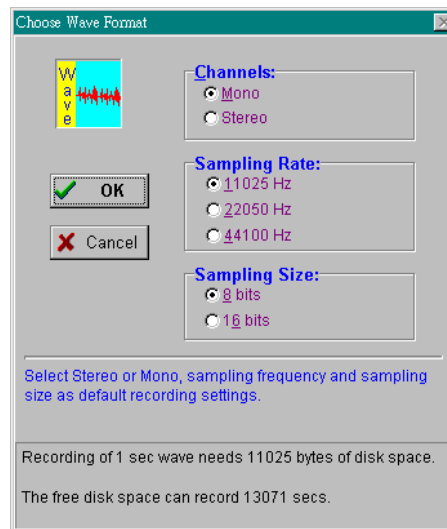 Choose Wave Format
Wave
Channels:
Mono
Stereo
Sampling Rate:
11025 Hz
22050 Hz
44100 Hz
OK
Cancel
Sampling Size:
8 bits
16 bits
Select Stereo or Mono, sampling frequency and sampling
size as default recording settings.
Recording of 1 sec wave needs 11025 bytes of disk space.
The free disk space can record 13071 secs.